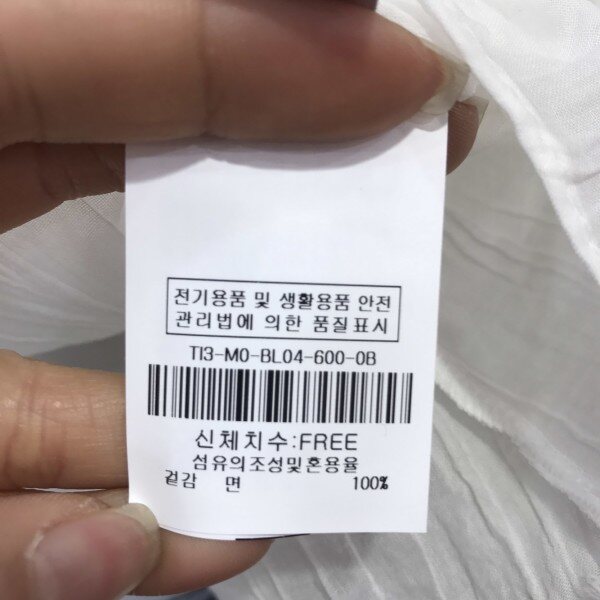 전기용품 및 생활용품 안전
관리법에 의한 품질표시
TI3-MO-BL04-600-0B
신체치수:FREE
섬유의조성및혼용율
겉감 면 100%